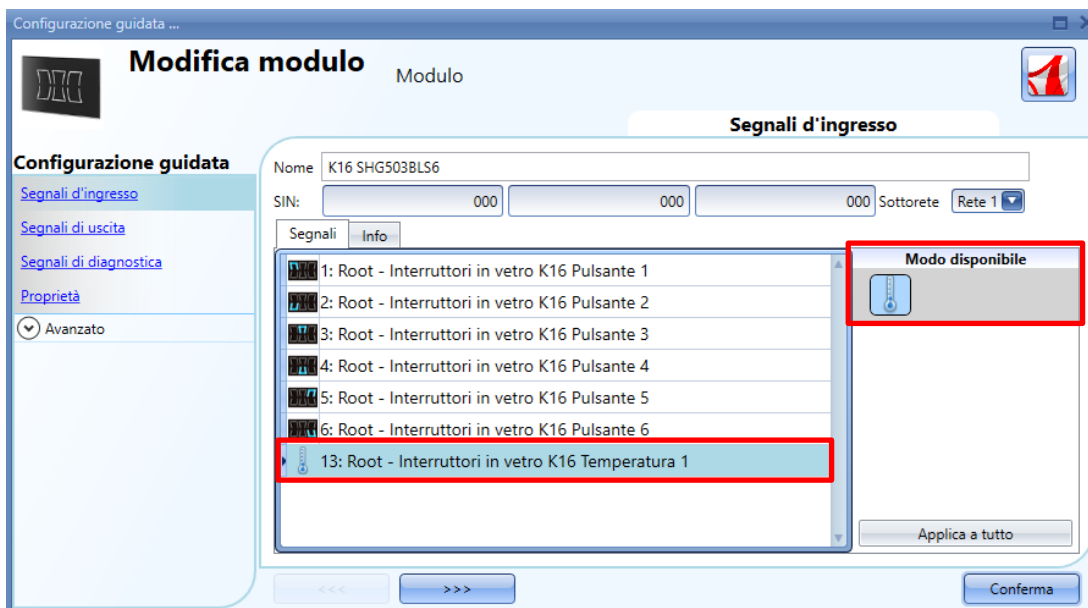 Configurazione guidata ...
Modifica modulo
Modulo
Segnali d'ingresso
Configurazione guidata
Segnali d'ingresso
Segnali di uscita
Segnali di diagnostica
Proprietà
Avanzato
Nome K16 SHG503BLS6
SIN: 000 000 000 Sottorete Rete 1
Segnali Info
1: Root - Interruttori in vetro K16 Pulsante 1
2: Root - Interruttori in vetro K16 Pulsante 2
3: Root - Interruttori in vetro K16 Pulsante 3
4: Root - Interruttori in vetro K16 Pulsante 4
5: Root - Interruttori in vetro K16 Pulsante 5
6: Root - Interruttori in vetro K16 Pulsante 6
13: Root - Interruttori in vetro K16 Temperatura 1
Modo disponibile
Applica a tutto
<<< >>> Conferma